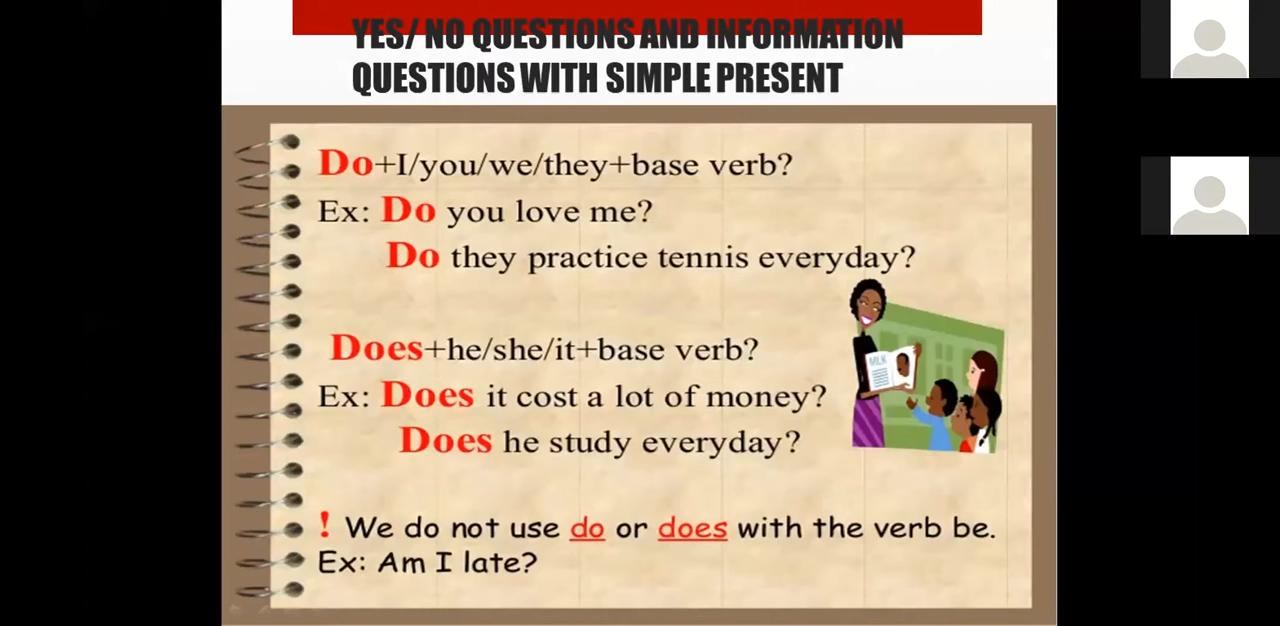 YES/ NO QUESTIONS AND INFORMATION
QUESTIONS WITH SIMPLE PRESENT
Do+I/you/we/they+base verb?
Ex: Do you love me?
Do they practice tennis everyday?
Does+he/she/it+base verb?
Ex: Does it cost a lot of money?
Does he study everyday?
! We do not use do or does with the verb be.
Ex: Am I late?
MLK